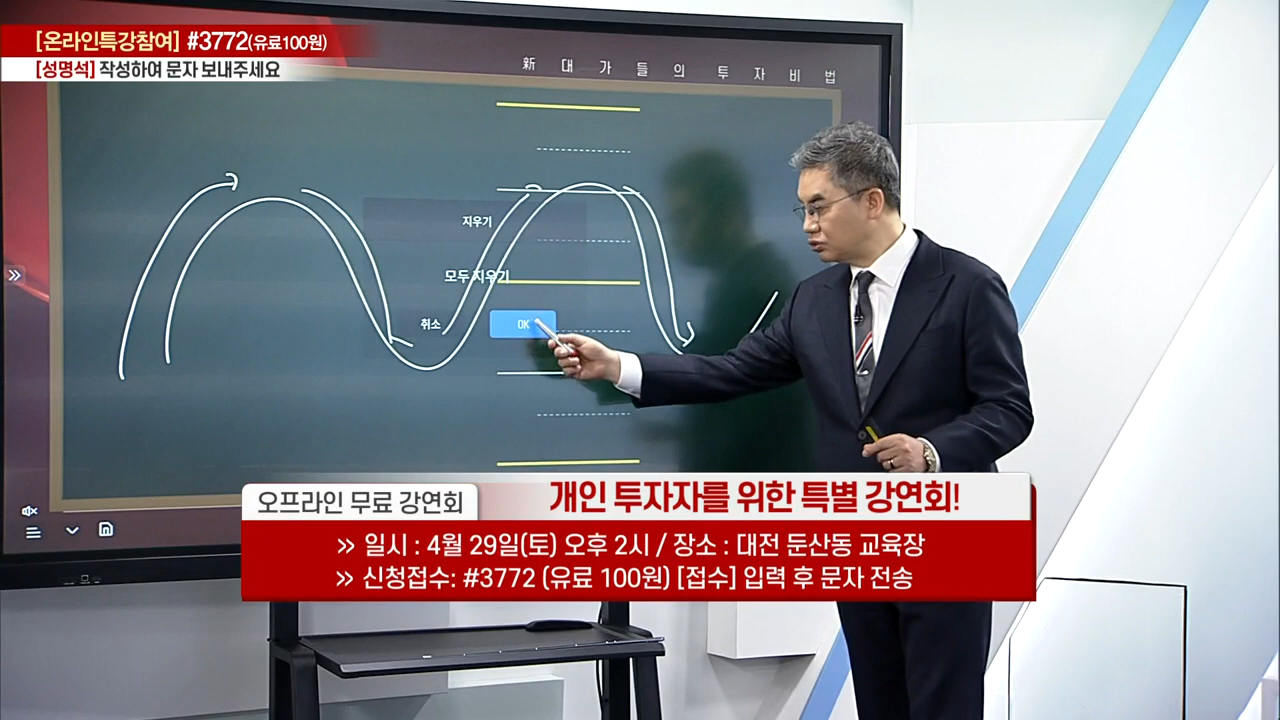 [온라인특강참여] #3772(유료100원)
[성명석] 작성하여 문자 보내주세요
新 대 가 들 의 투 자 비 법
지우기
모두 지우기
취소 OK
오프라인 무료 강연회
개인 투자자를 위한 특별 강연회!
» 일시 : 4월 29일(토) 오후 2시 / 장소 : 대전 둔산동 교육장
» 신청접수: #3772 (유료 100원) [접수] 입력 후 문자 전송